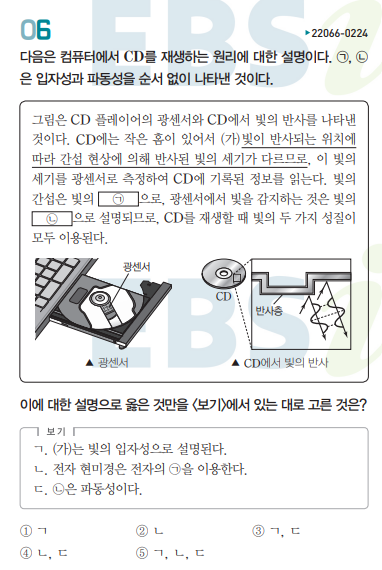 06
▶22066-0224
다음은 컴퓨터에서 CD를 재생하는 원리에 대한 설명이다. ㉠, ㉡
은 입자성과 파동성을 순서 없이 나타낸 것이다.
그림은 CD 플레이어의 광센서와 CD에서 빛의 반사를 나타낸
것이다. CD에는 작은 홈이 있어서 (가)빛이 반사되는 위치에
따라 간섭 현상에 의해 반사된 빛의 세기가 다르므로, 이 빛의
세기를 광센서로 측정하여 CD에 기록된 정보를 읽는다. 빛의
간섭은 빛의 ㉠ 으로, 광센서에서 빛을 감지하는 것은 빛의
㉡ 으로 설명되므로, CD를 재생할 때 빛의 두 가지 성질이
모두 이용된다.
광센서
CD
반사층
▲ 광센서
▲ CD에서 빛의 반사
이에 대한 설명으로 옳은 것만을 <보기>에서 있는 대로 고른 것은?
보기
ㄱ. (가)는 빛의 입자성으로 설명된다.
ㄴ. 전자 현미경은 전자의 ㉠을 이용한다.
ㄷ. ㉡은 파동성이다.
① ㄱ ② ㄴ ③ ㄱ, ㄷ
④ ㄴ, ㄷ ⑤ ㄱ, ㄴ, ㄷ
EBSi
EBSi